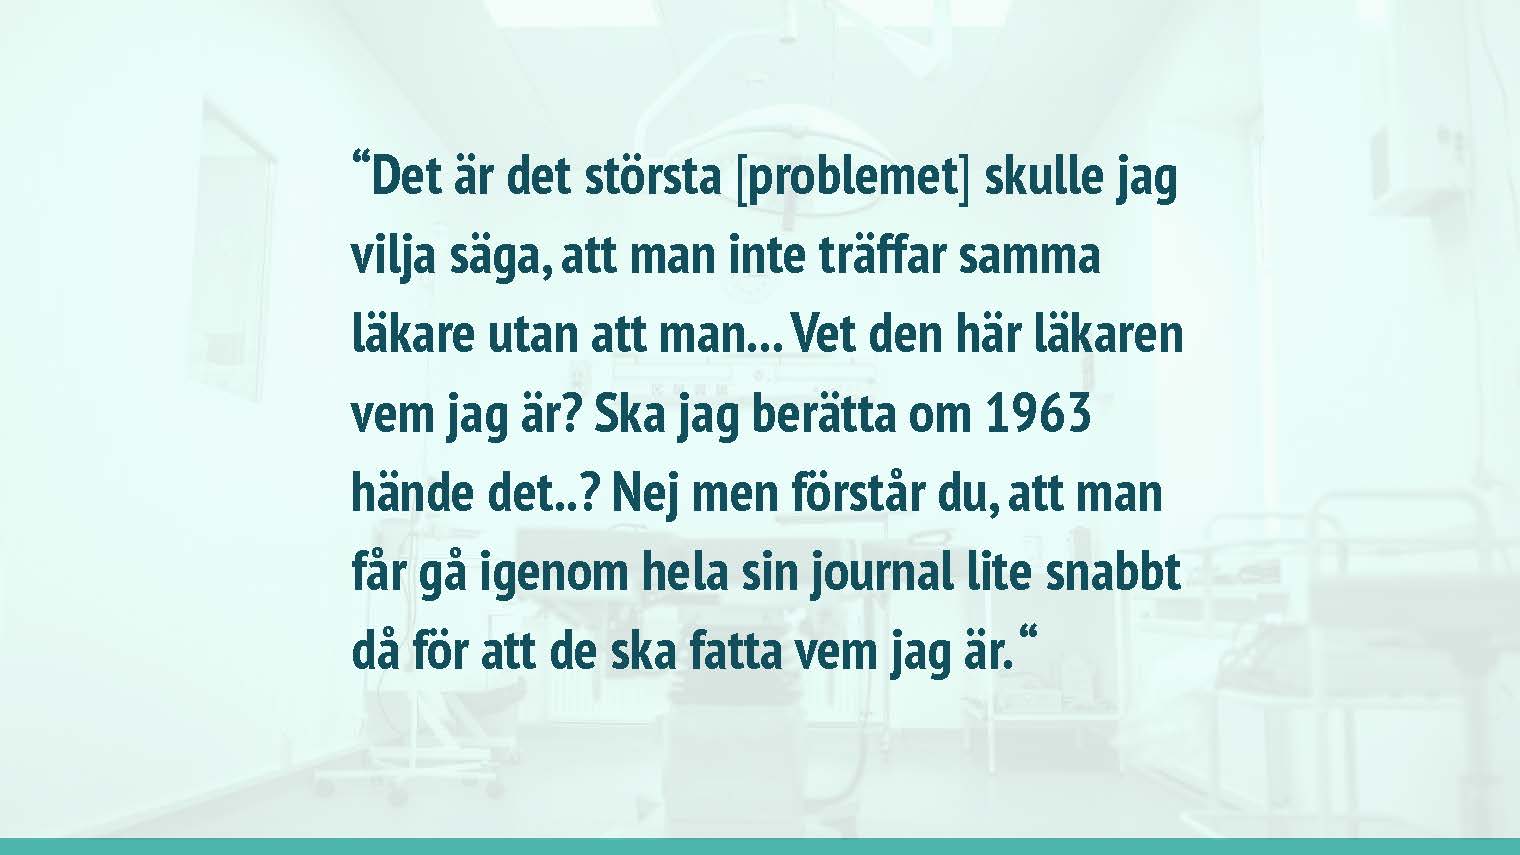 “Det är det största [problemet] skulle jag
vilja säga, att man inte träffar samma
läkare utan att man... Vet den här läkaren
vem jag är? Ska jag berätta om 1963
hände det..? Nej men förstår du, att man
får gå igenom hela sin journal lite snabbt
då för att de ska fatta vem jag är. “